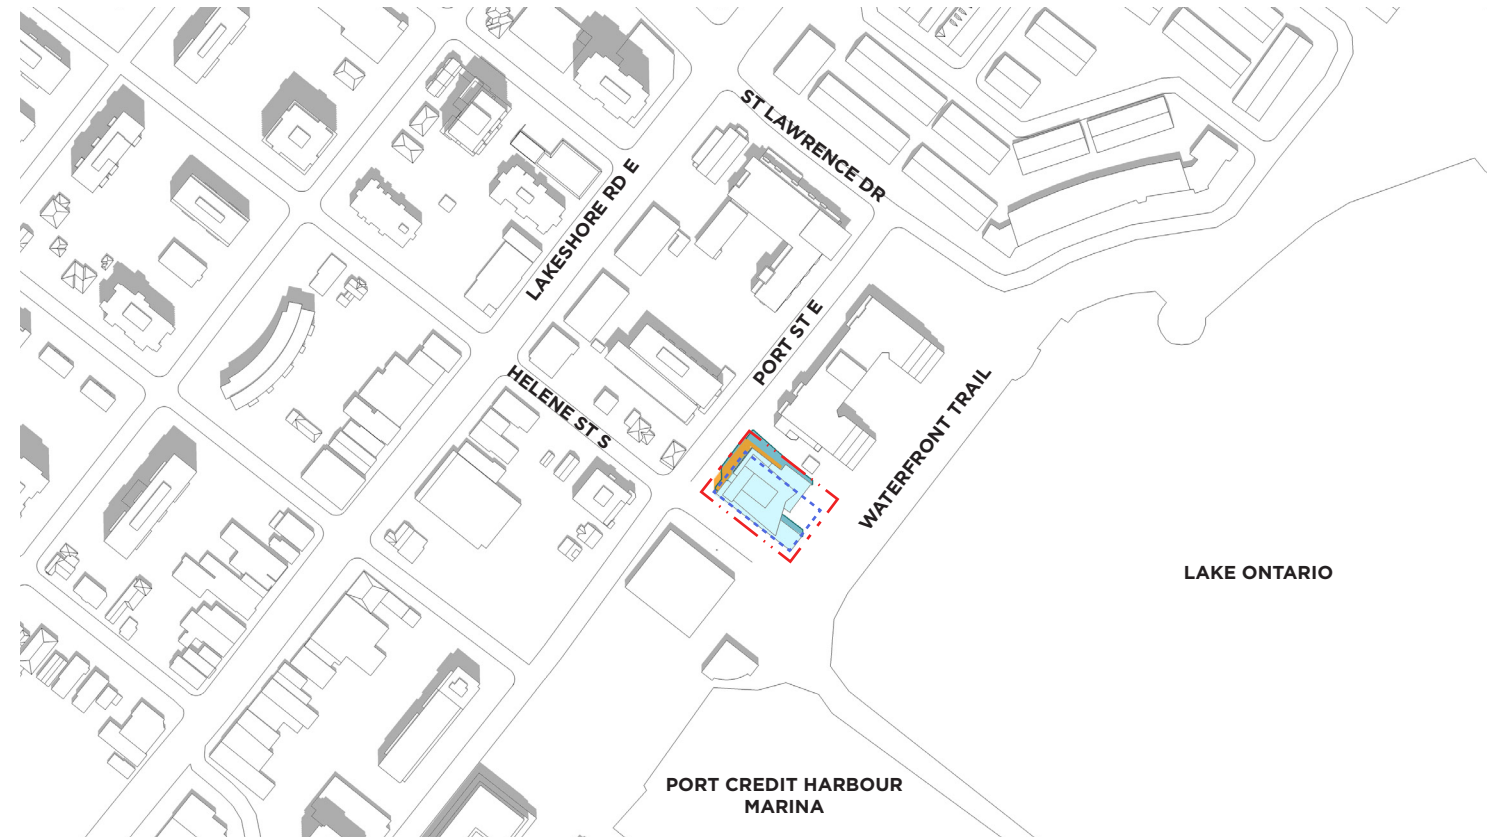 ST LAWRENCE DR
LAKESHORE RD E
PORT ST E
HELENE ST S
WATERFRONT TRAIL
LAKE ONTARIO
PORT CREDIT HARBOUR
MARINA